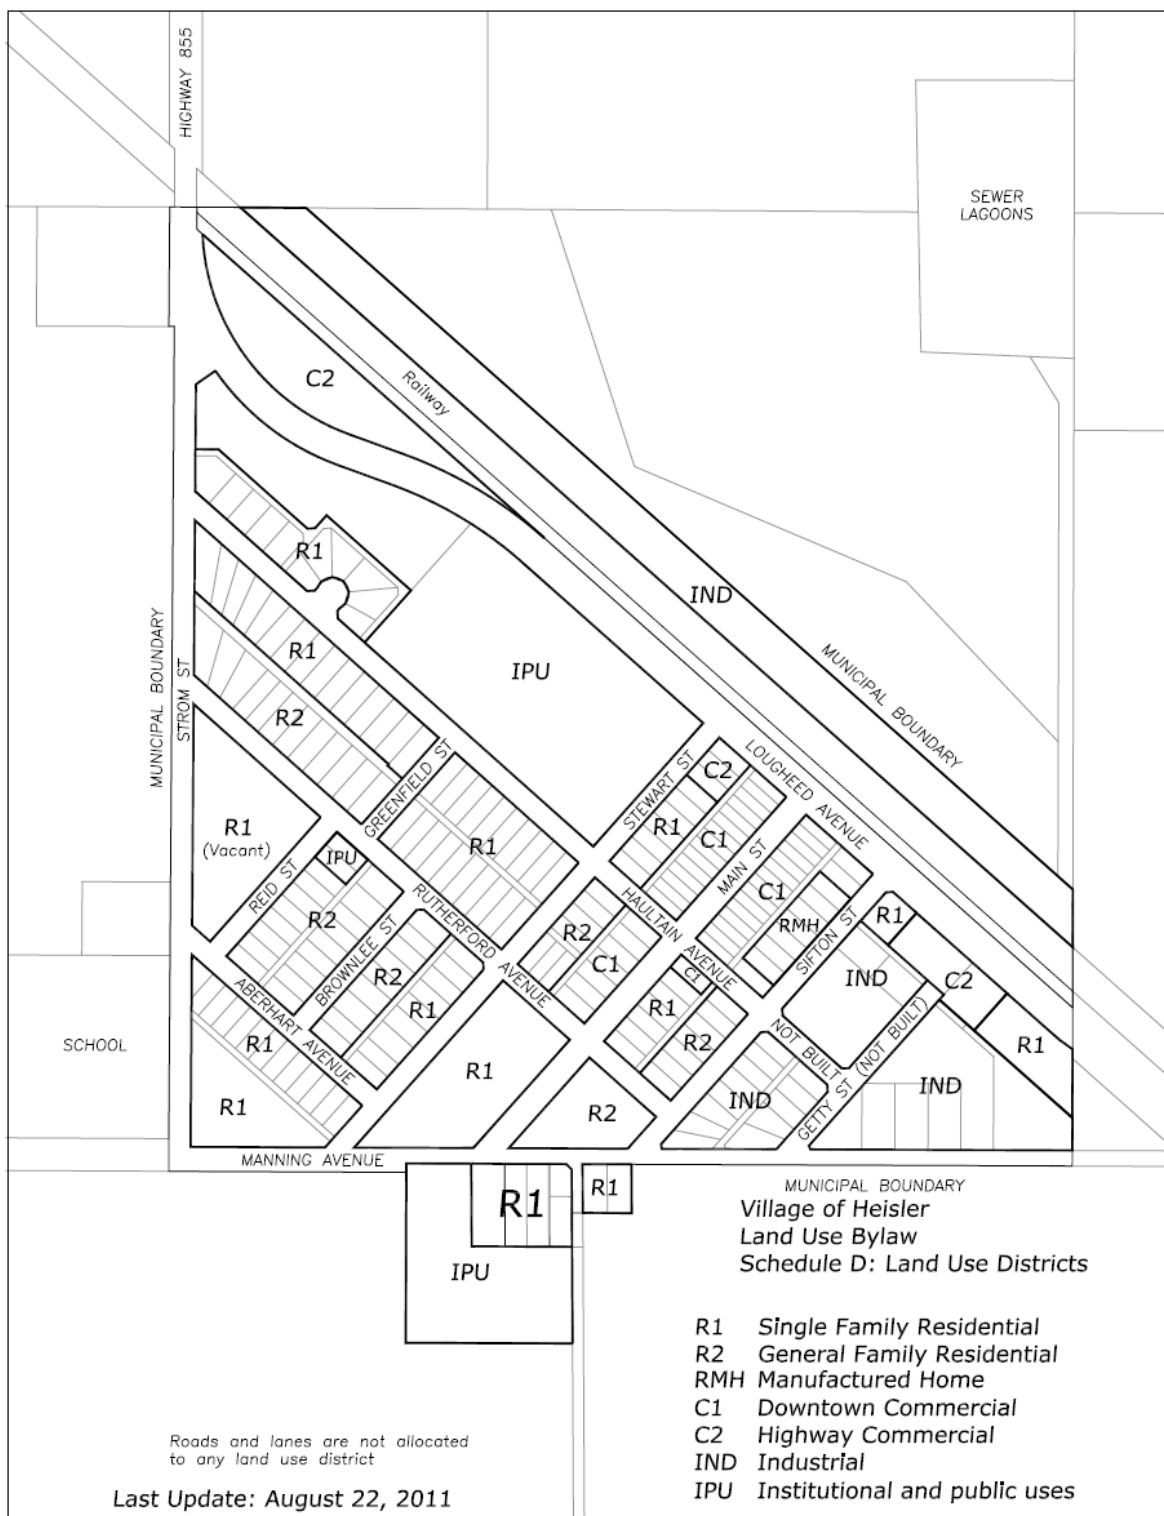 HIGHWAY 855
SEWER
LAGOONS
C2
Railway
R1
IND
MUNICIPAL BOUNDARY
MUNICIPAL BOUNDARY
STROM ST
R1
IPU
R2
GREENFIELD ST
STEWART ST
C2
LOUGHEED AVENUE
R1
(Vacant)
R1
R1
C1
MAIN ST
IPU
REID ST
RUTHERFORD AVENUE
HAULTAIN AVENUE
C1
RMH
SIFTON ST
R1
R2
BROWNLEE ST
R2
C1
R2
R1
C1
IND
C2
ABERHART AVENUE
R1
R2
NOT BUILT
GETTY ST (NOT BUILT)
SCHOOL
R1
R1
R1
R1
R2
IND
IND
MANNING AVENUE
R1
R1
IPU
MUNICIPAL BOUNDARY
Village of Heisler
Land Use Bylaw
Schedule D: Land Use Districts
R1 Single Family Residential
R2 General Family Residential
RMH Manufactured Home
C1 Downtown Commercial
C2 Highway Commercial
IND Industrial
IPU Institutional and public uses
Roads and lanes are not allocated
to any land use district
Last Update: August 22, 2011